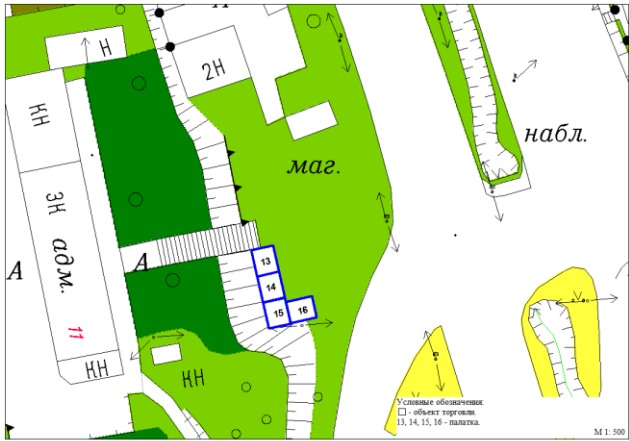 Н
2Н
КН
маг.
набл.
3Н
адм.
А
А
13
14
15
16
11
КН
КН
Условные обозначения:
- объект торговли.
13, 14, 15, 16 - палатка.
М 1: 500